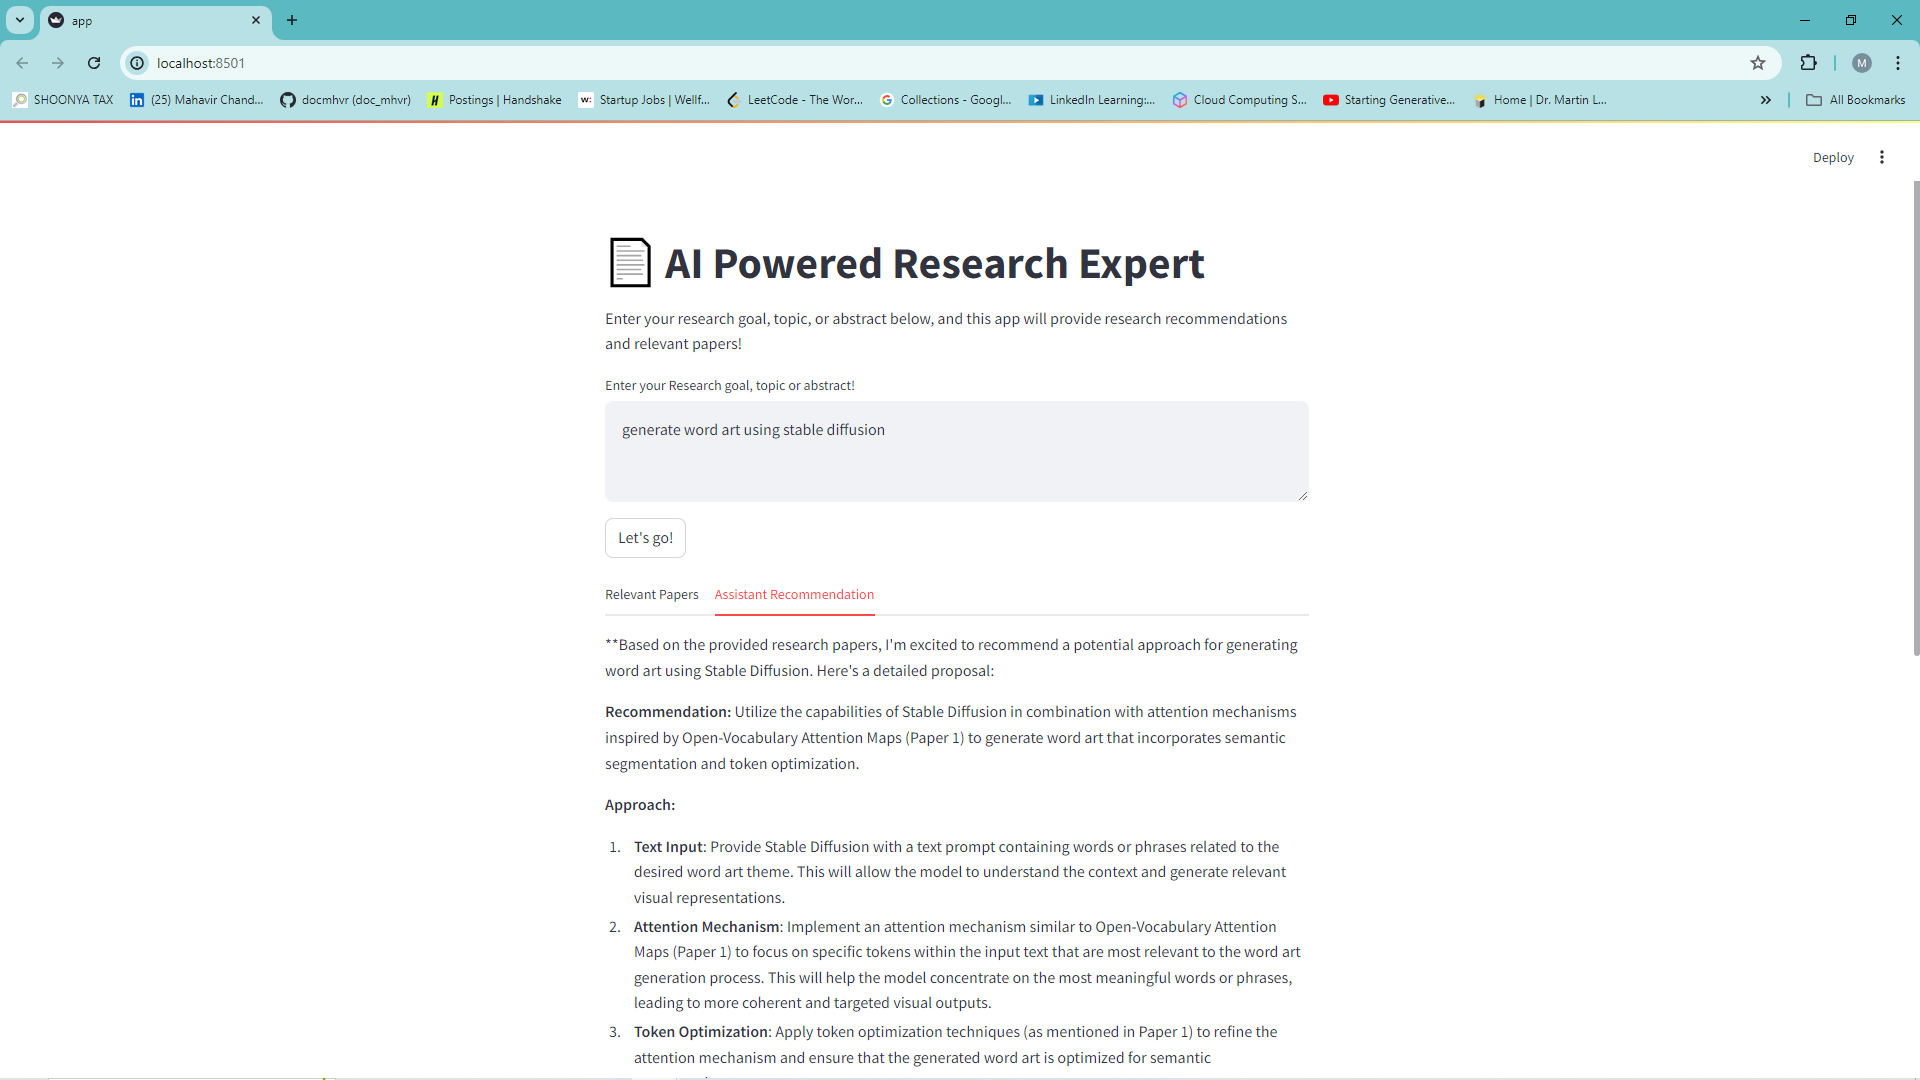 app
localhost:8501
M
SHOONYA TAX
(25) Mahavir Chand...
docmhvr (doc_mhvr)
Postings | Handshake
Startup Jobs | Wellf...
LeetCode - The Wor...
Collections - Googl...
LinkedIn Learning:...
Cloud Computing S...
Starting Generative...
Home | Dr. Martin L...
All Bookmarks
Deploy
AI Powered Research Expert
Enter your research goal, topic, or abstract below, and this app will provide research recommendations
and relevant papers!
Enter your Research goal, topic or abstract!
generate word art using stable diffusion
Let's go!
Relevant Papers Assistant Recommendation
**Based on the provided research papers, I'm excited to recommend a potential approach for generating
word art using Stable Diffusion. Here's a detailed proposal:
Recommendation: Utilize the capabilities of Stable Diffusion in combination with attention mechanisms
inspired by Open-Vocabulary Attention Maps (Paper 1) to generate word art that incorporates semantic
segmentation and token optimization.
Approach:
1. Text Input: Provide Stable Diffusion with a text prompt containing words or phrases related to the
desired word art theme. This will allow the model to understand the context and generate relevant
visual representations.
2. Attention Mechanism: Implement an attention mechanism similar to Open-Vocabulary Attention
Maps (Paper 1) to focus on specific tokens within the input text that are most relevant to the word art
generation process. This will help the model concentrate on the most meaningful words or phrases,
leading to more coherent and targeted visual outputs.
3. Token Optimization: Apply token optimization techniques (as mentioned in Paper 1) to refine the
attention mechanism and ensure that the generated word art is optimized for semantic